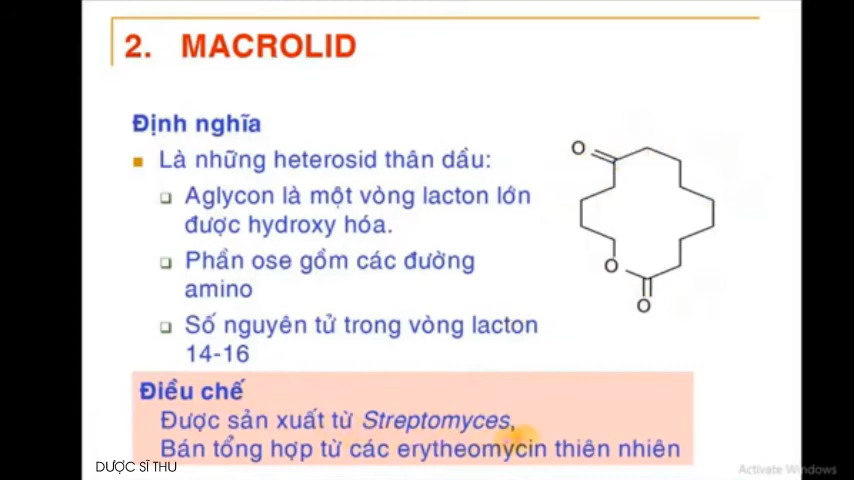 2. MACROLID
Định nghĩa
Là những heterosid thân dầu:
Aglycon là một vòng lacton lớn
được hydroxy hóa.
Phần ose gồm các đường
amino
Số nguyên tử trong vòng lacton
14-16
O
O
O
Điều chế
Được sản xuất từ Streptomyces,
Bán tổng hợp từ các erytheomycin thiên nhiên
DƯỢC SĨ THU
Activate Windows